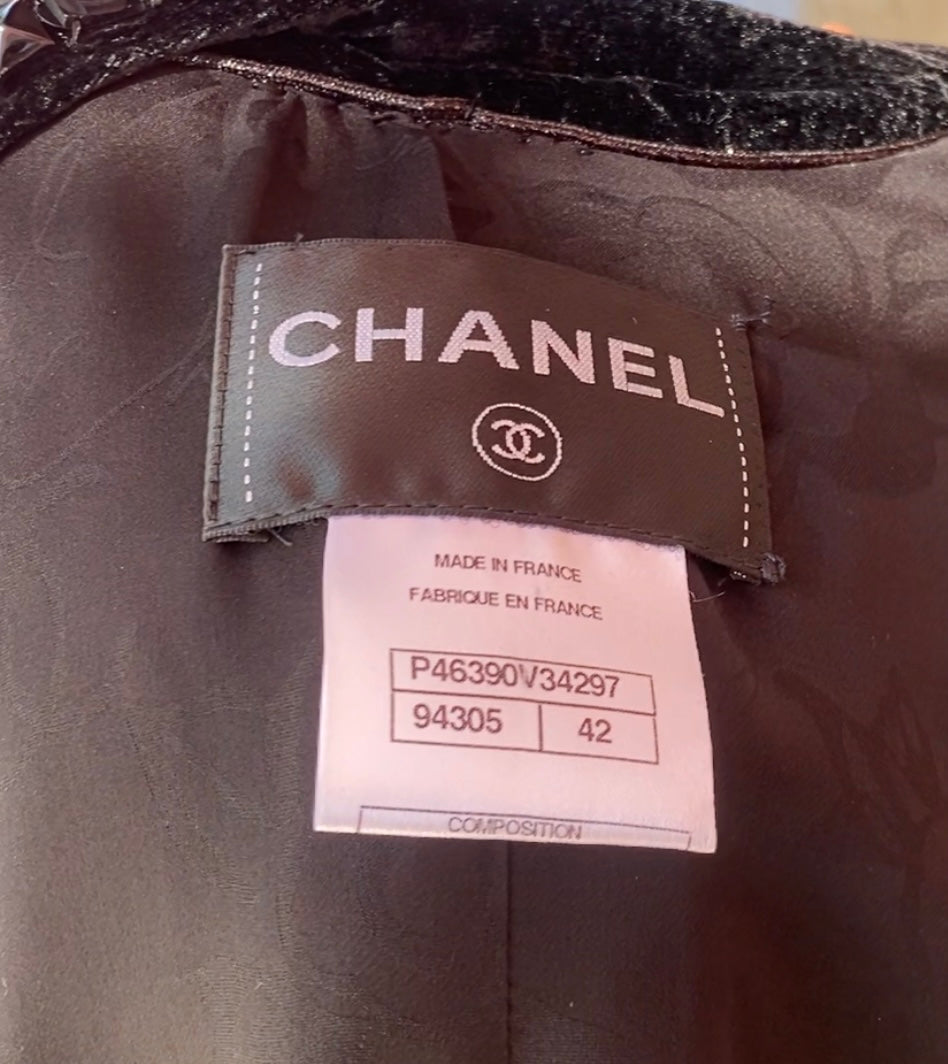 CHANEL
MADE IN FRANCE
FABRIQUE EN FRANCE
P46390V34297
94305 42
COMPOSITION